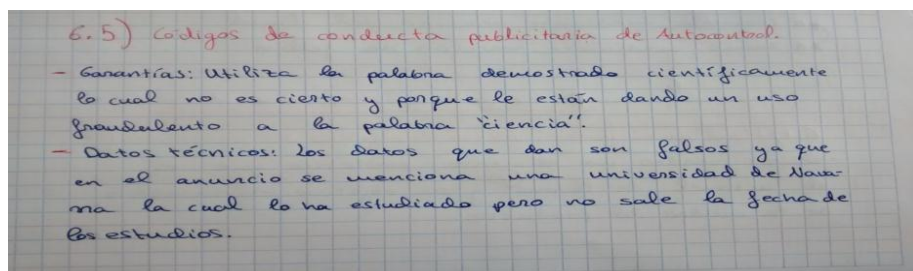 6.5) Códigos de conducta publicitaria de Autocontrol.
- Garantías: Utiliza la palabra demostrado científicamente
lo cual no es cierto y porque le están dando un uso
fraudulento a la palabra "ciencia".
- Datos técnicos: Los datos que dan son falsos ya que
en el anuncio se menciona una universidad de Nava-
rra la cual lo ha estudiado pero no sale la fecha de
los estudios.